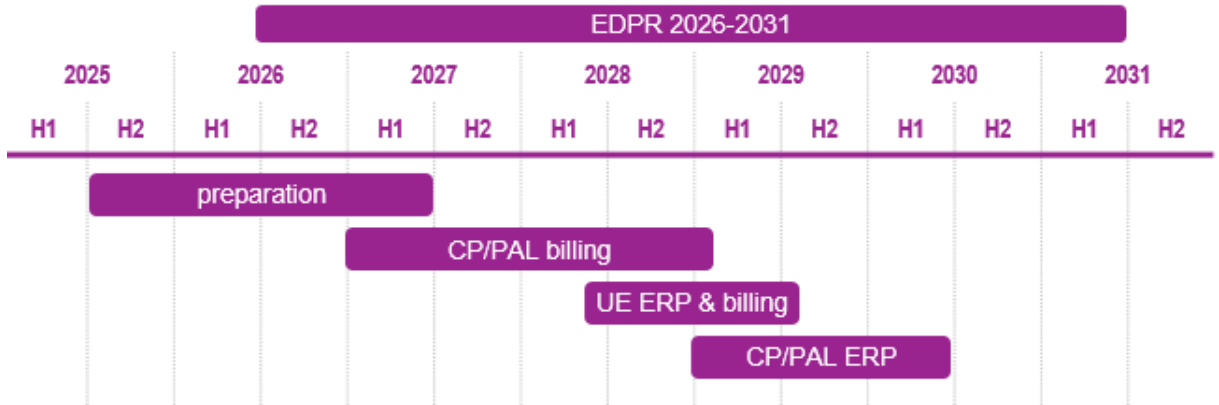 EDPR 2026-2031
2025 2026 2027 2028 2029 2030 2031
H1 H2 H1 H2 H1 H2 H1 H2 H1 H2 H1 H2 H1 H2
preparation
CP/PAL billing
UE ERP & billing
CP/PAL ERP